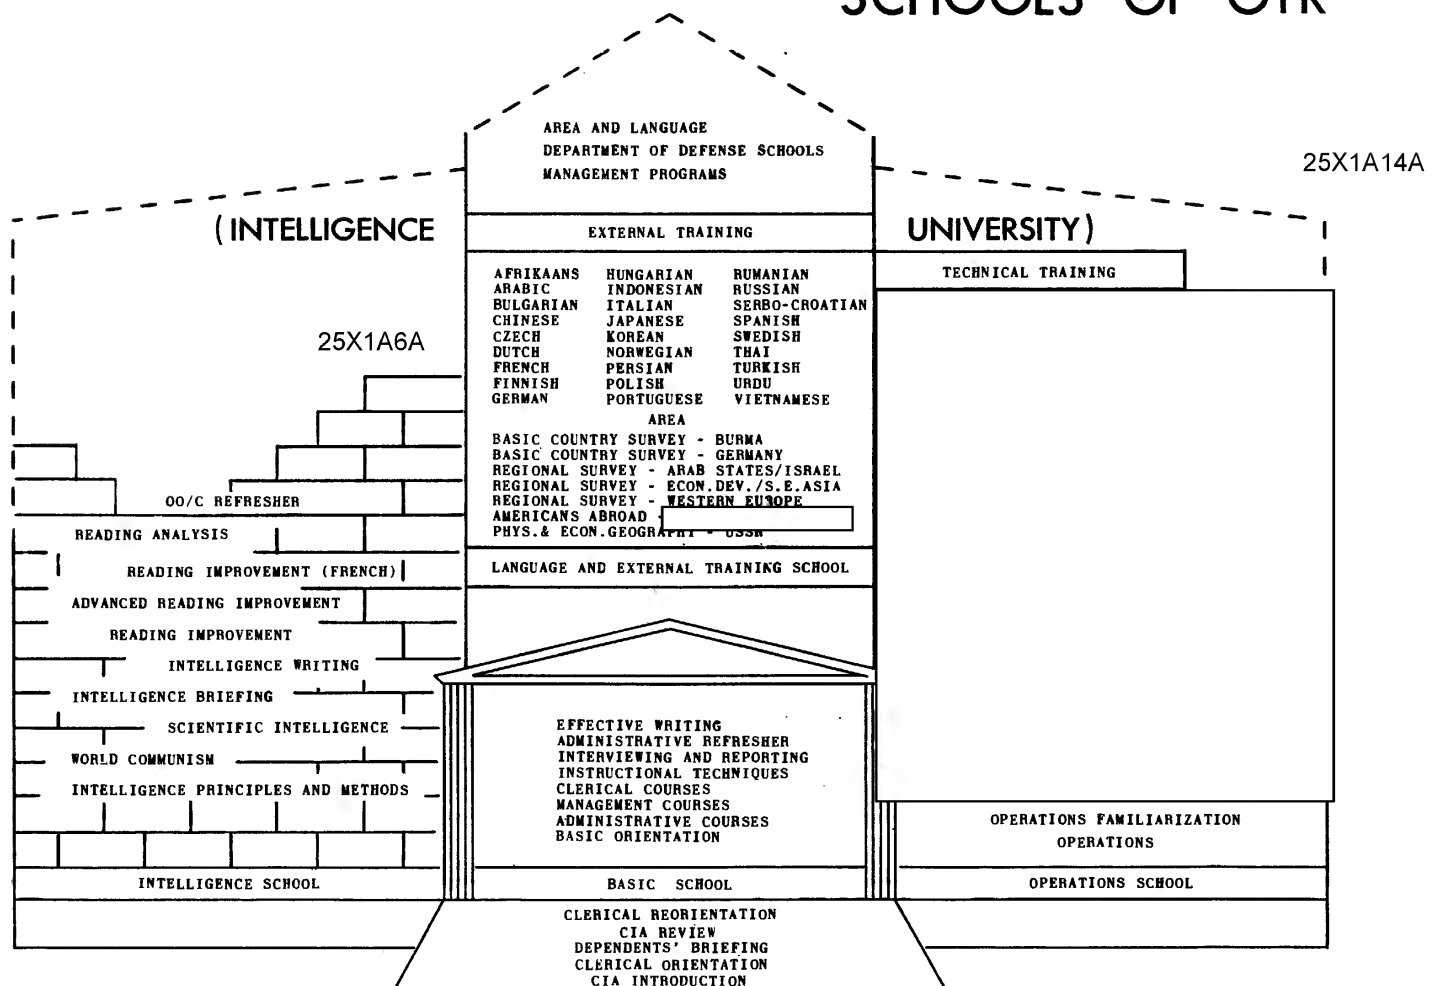 SCHOOLS OF OTR
25X1A14A
AREA AND LANGUAGE
DEPARTMENT OF DEFENSE SCHOOLS
MANAGEMENT PROGRAMS
(INTELLIGENCE UNIVERSITY)
EXTERNAL TRAINING
TECHNICAL TRAINING
AFRIKAANS HUNGARIAN RUMANIAN
ARABIC INDONESIAN RUSSIAN
BULGARIAN ITALIAN SERBO-CROATIAN
CHINESE JAPANESE SPANISH
CZECH KOREAN SWEDISH
DUTCH NORWEGIAN THAI
FRENCH PERSIAN TURKISH
FINNISH POLISH URDU
GERMAN PORTUGUESE VIETNAMESE
AREA
BASIC COUNTRY SURVEY - BURMA
BASIC COUNTRY SURVEY - GERMANY
REGIONAL SURVEY - ARAB STATES/ISRAEL
REGIONAL SURVEY - ECON.DEV./S.E.ASIA
REGIONAL SURVEY - WESTERN EUROPE
AMERICANS ABROAD -
PHYS.& ECON.GEOGRAPHY - USSR
LANGUAGE AND EXTERNAL TRAINING SCHOOL
25X1A6A
OO/C REFRESHER
READING ANALYSIS
READING IMPROVEMENT (FRENCH)
ADVANCED READING IMPROVEMENT
READING IMPROVEMENT
INTELLIGENCE WRITING
INTELLIGENCE BRIEFING
SCIENTIFIC INTELLIGENCE
WORLD COMMUNISM
INTELLIGENCE PRINCIPLES AND METHODS
INTELLIGENCE SCHOOL
EFFECTIVE WRITING
ADMINISTRATIVE REFRESHER
INTERVIEWING AND REPORTING
INSTRUCTIONAL TECHNIQUES
CLERICAL COURSES
MANAGEMENT COURSES
ADMINISTRATIVE COURSES
BASIC ORIENTATION
BASIC SCHOOL
OPERATIONS FAMILIARIZATION
OPERATIONS
OPERATIONS SCHOOL
CLERICAL REORIENTATION
CIA REVIEW
DEPENDENTS' BRIEFING
CLERICAL ORIENTATION
CIA INTRODUCTION